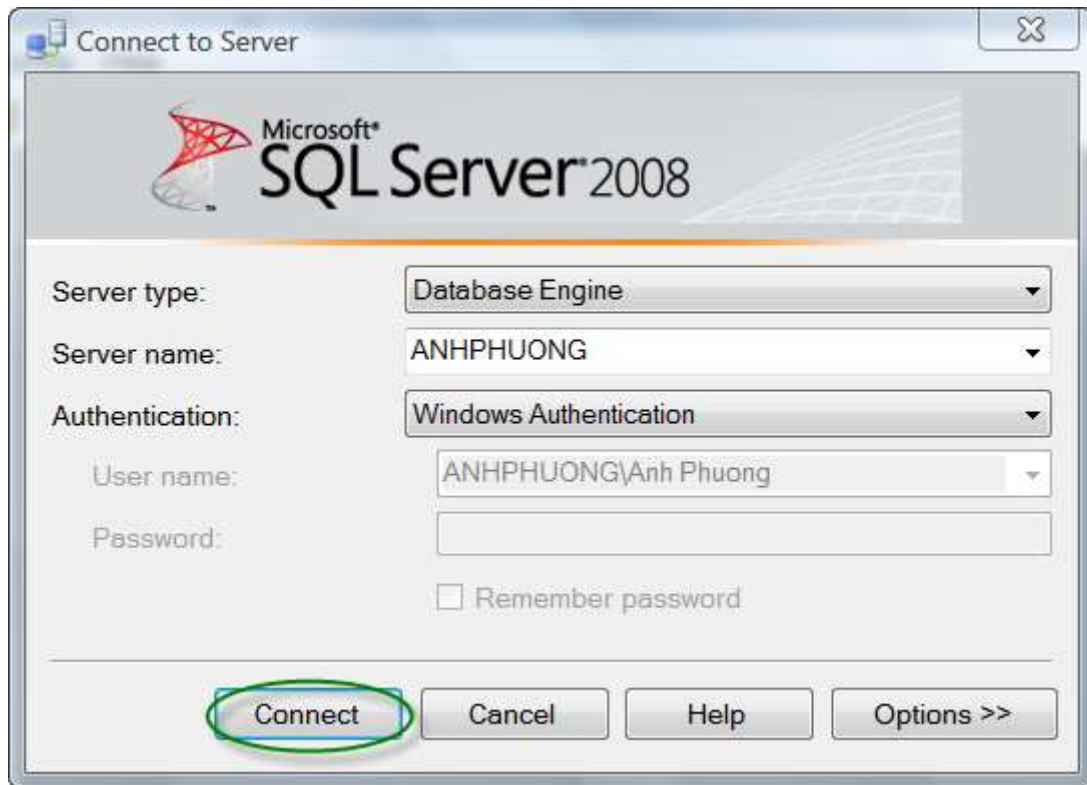 Connect to Server
Microsoft®
SQL Server® 2008
™
Server type: Database Engine
Server name: ANHPHUONG
Authentication: Windows Authentication
User name: ANHPHUONG\Anh Phuong
Password:
Remember password
Connect Cancel Help Options >>